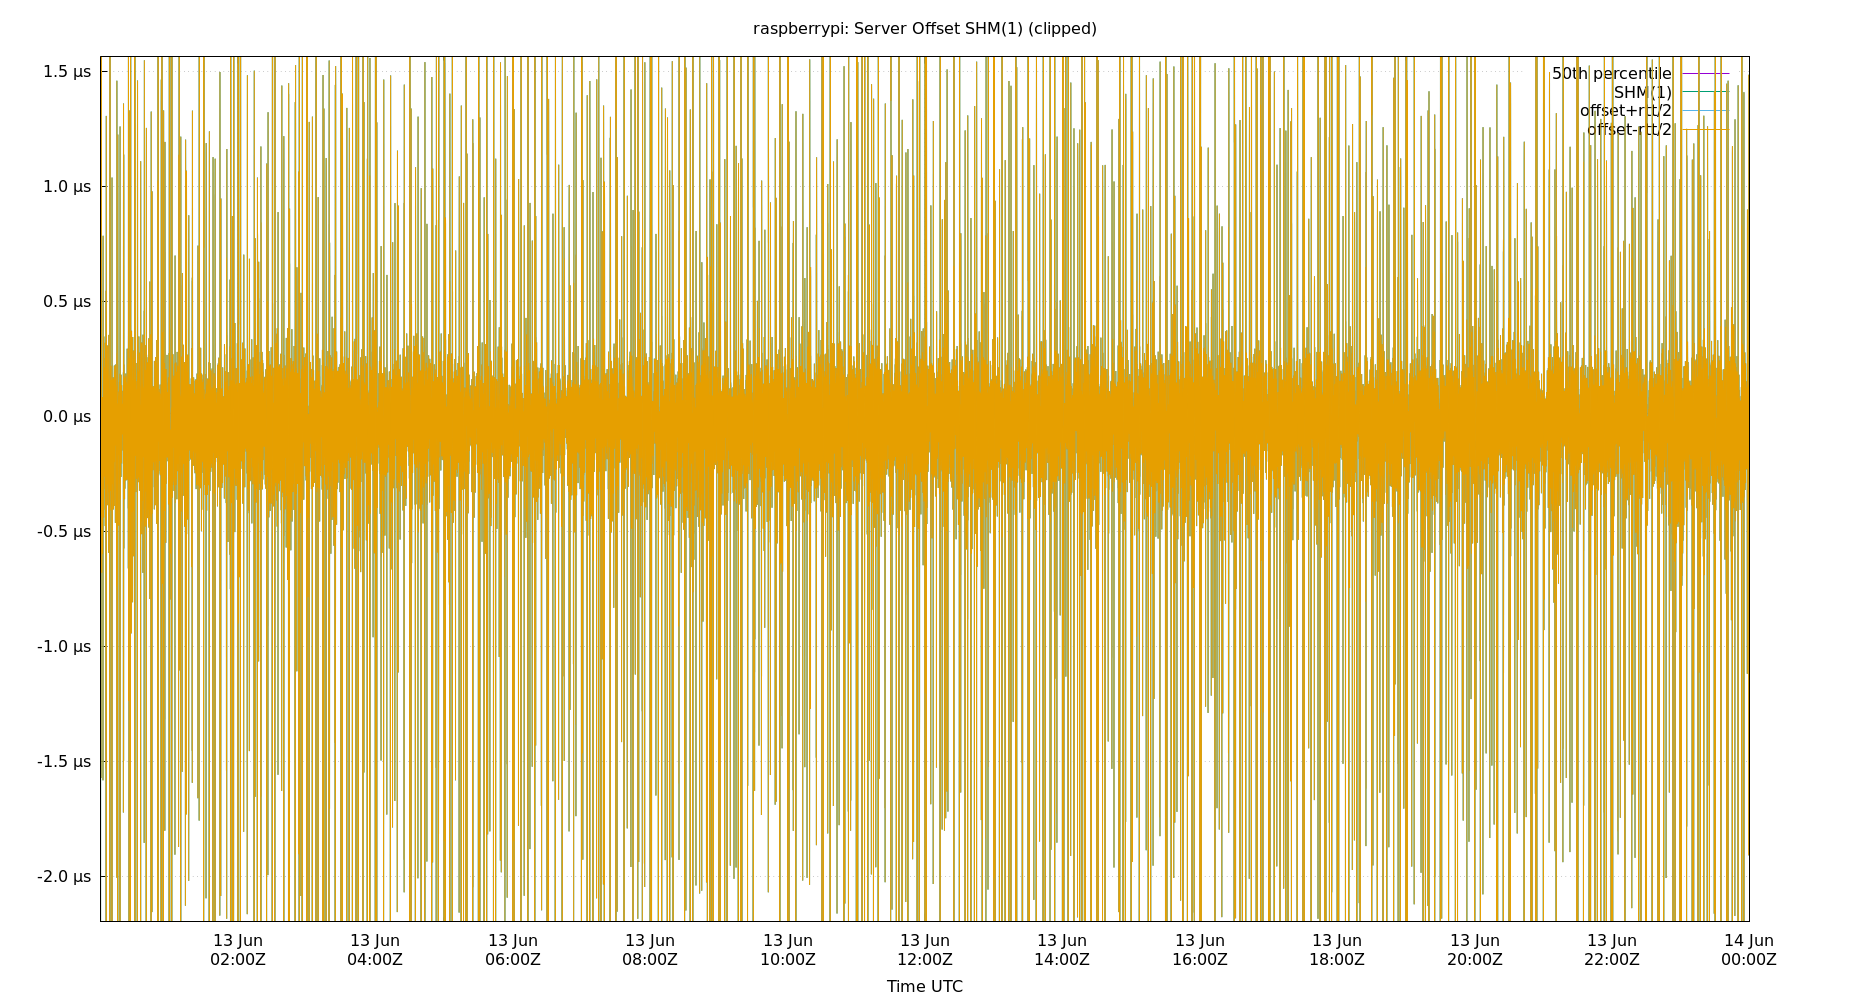 raspberrypi: Server Offset SHM(1) (clipped)
1.5 µs
1.0 µs
0.5 µs
0.0 µs
-0.5 µs
-1.0 µs
-1.5 µs
-2.0 µs
50th percentile
SHM(1)
offset+rtt/2
offset-rtt/2
13 Jun 13 Jun 13 Jun 13 Jun 13 Jun 13 Jun 13 Jun 13 Jun 13 Jun 13 Jun 13 Jun 14 Jun
02:00Z 04:00Z 06:00Z 08:00Z 10:00Z 12:00Z 14:00Z 16:00Z 18:00Z 20:00Z 22:00Z 00:00Z
Time UTC